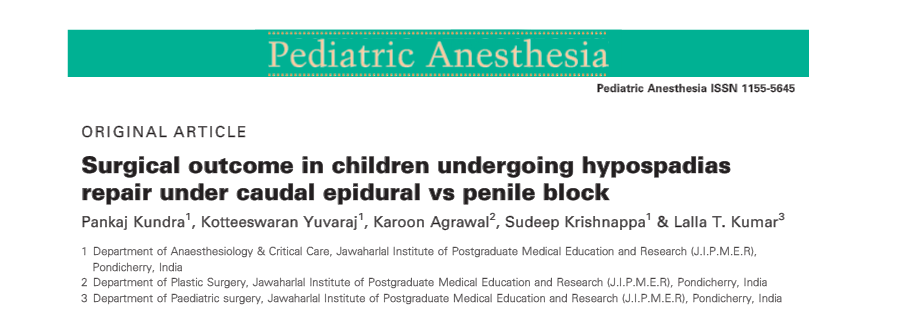 Pediatric Anesthesia
Pediatric Anesthesia ISSN 1155-5645
ORIGINAL ARTICLE
Surgical outcome in children undergoing hypospadias
repair under caudal epidural vs penile block
Pankaj Kundra1, Kotteeswaran Yuvaraj1, Karoon Agrawal2, Sudeep Krishnappa1 & Lalla T. Kumar3
1 Department of Anaesthesiology & Critical Care, Jawaharlal Institute of Postgraduate Medical Education and Research (J.I.P.M.E.R),
Pondicherry, India
2 Department of Plastic Surgery, Jawaharlal Institute of Postgraduate Medical Education and Research (J.I.P.M.E.R), Pondicherry, India
3 Department of Paediatric surgery, Jawaharlal Institute of Postgraduate Medical Education and Research (J.I.P.M.E.R), Pondicherry, India